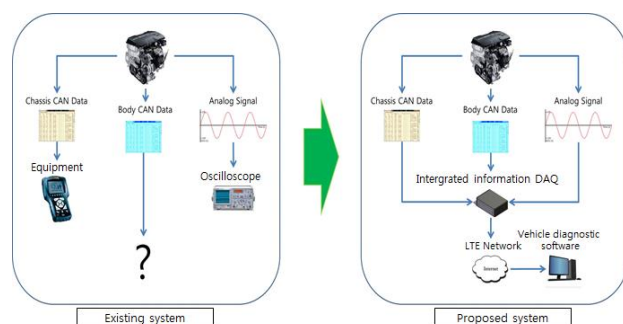 Chassis CAN Data
Body CAN Data
Analog Signal
Equipment
Oscilloscope
?
Existing system
Chassis CAN Data
Body CAN Data
Analog Signal
Intergrated information DAQ
LTE Network
Vehicle diagnostic
software
Internet
Proposed system